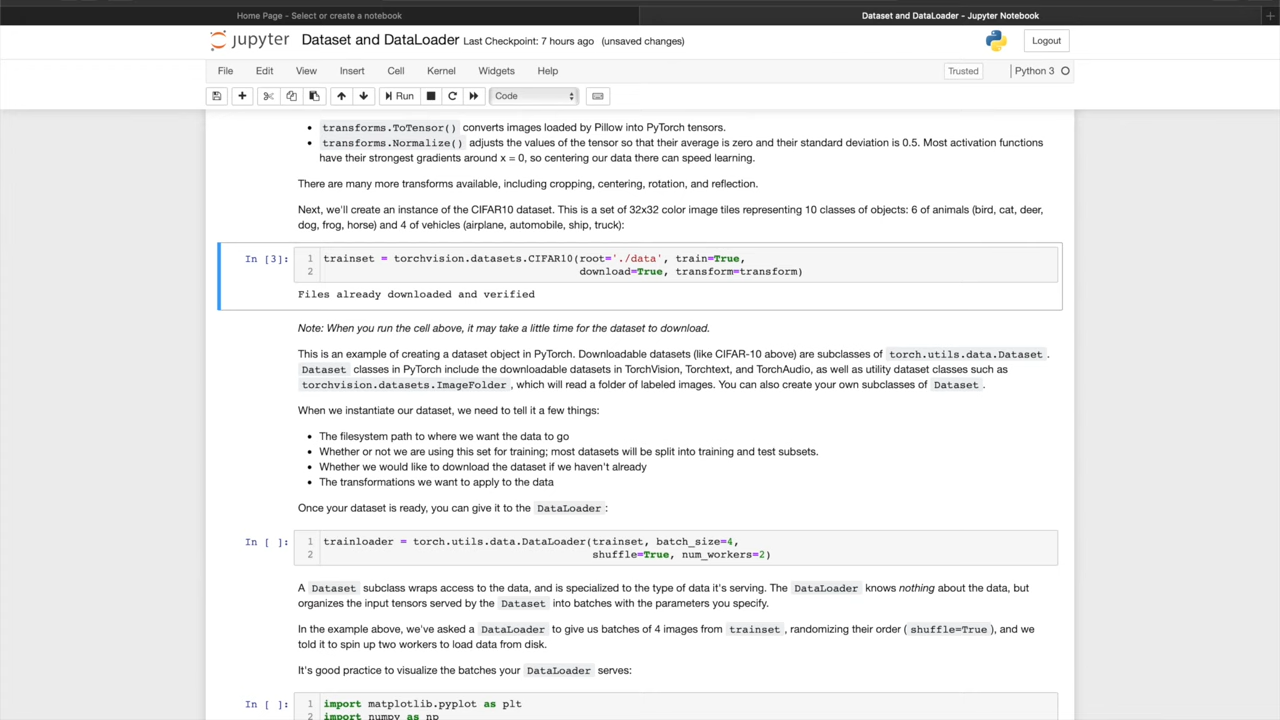 Home Page - Select or create a notebook
Dataset and DataLoader - Jupyter Notebook
jupyter Dataset and DataLoader Last Checkpoint: 7 hours ago (unsaved changes)
Logout
File Edit View Insert Cell Kernel Widgets Help
Trusted
Python 3
Run
Code
transforms.ToTensor() converts images loaded by Pillow into PyTorch tensors.
transforms.Normalize() adjusts the values of the tensor so that their average is zero and their standard deviation is 0.5. Most activation functions
have their strongest gradients around x = 0, so centering our data there can speed learning.
There are many more transforms available, including cropping, centering, rotation, and reflection.
Next, we'll create an instance of the CIFAR10 dataset. This is a set of 32x32 color image tiles representing 10 classes of objects: 6 of animals (bird, cat, deer,
dog, frog, horse) and 4 of vehicles (airplane, automobile, ship, truck):
In [3]:
1 trainset = torchvision.datasets.CIFAR10(root='./data', train=True,
2 download=True, transform=transform)
Files already downloaded and verified
Note: When you run the cell above, it may take a little time for the dataset to download.
This is an example of creating a dataset object in PyTorch. Downloadable datasets (like CIFAR-10 above) are subclasses of torch.utils.data.Dataset .
Dataset classes in PyTorch include the downloadable datasets in TorchVision, Torchtext, and TorchAudio, as well as utility dataset classes such as
torchvision.datasets.ImageFolder , which will read a folder of labeled images. You can also create your own subclasses of Dataset .
When we instantiate our dataset, we need to tell it a few things:
The filesystem path to where we want the data to go
Whether or not we are using this set for training; most datasets will be split into training and test subsets.
Whether we would like to download the dataset if we haven't already
The transformations we want to apply to the data
Once your dataset is ready, you can give it to the DataLoader :
In [ ]:
1 trainloader = torch.utils.data.DataLoader(trainset, batch_size=4,
2 shuffle=True, num_workers=2)
A Dataset subclass wraps access to the data, and is specialized to the type of data it's serving. The DataLoader knows nothing about the data, but
organizes the input tensors served by the Dataset into batches with the parameters you specify.
In the example above, we've asked a DataLoader to give us batches of 4 images from trainset , randomizing their order ( shuffle=True ), and we
told it to spin up two workers to load data from disk.
It's good practice to visualize the batches your DataLoader serves:
In [ ]:
1 import matplotlib.pyplot as plt
2 import numpy as np